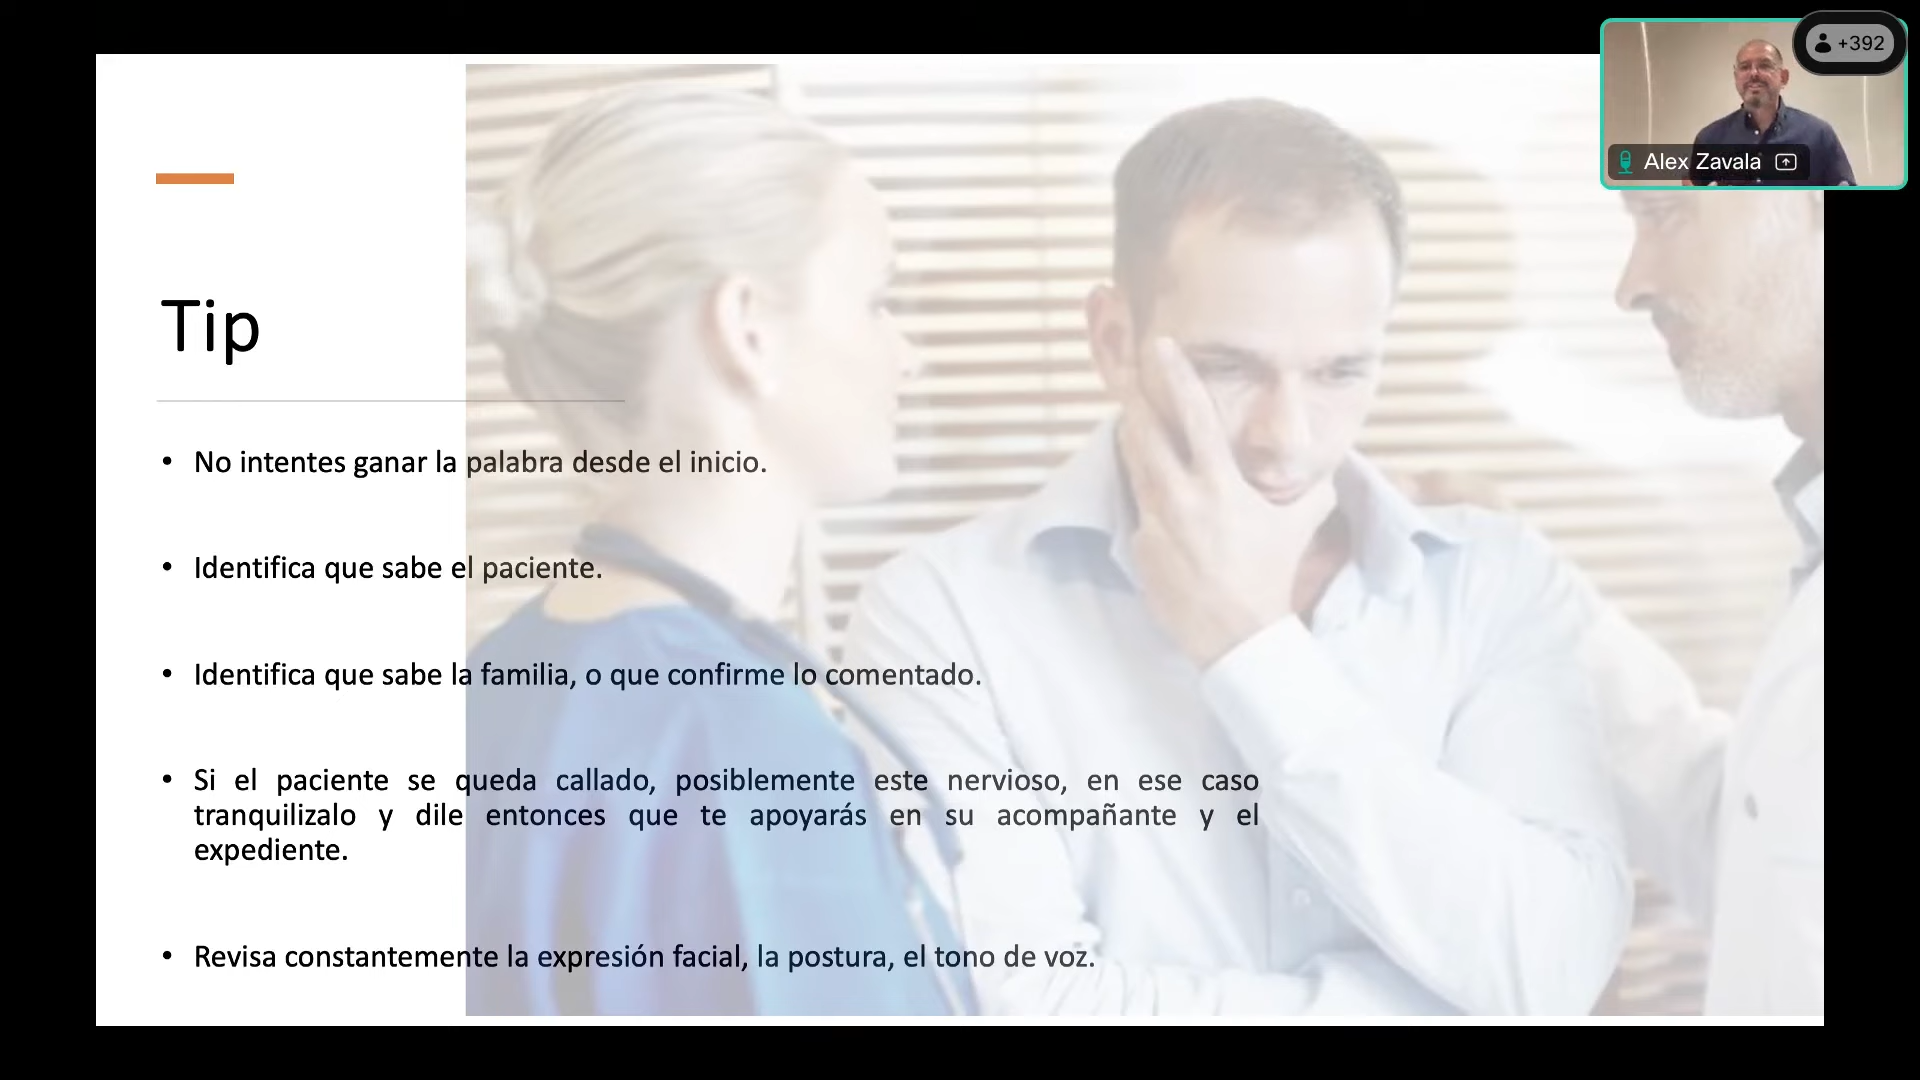 +392
Alex Zavala
Tip
• No intentes ganar la palabra desde el inicio.
• Identifica que sabe el paciente.
• Identifica que sabe la familia, o que confirme lo comentado.
• Si el paciente se queda callado, posiblemente este nervioso, en ese caso
tranquilizalo y dile entonces que te apoyarás en su acompañante y el
expediente.
• Revisa constantemente la expresión facial, la postura, el tono de voz.